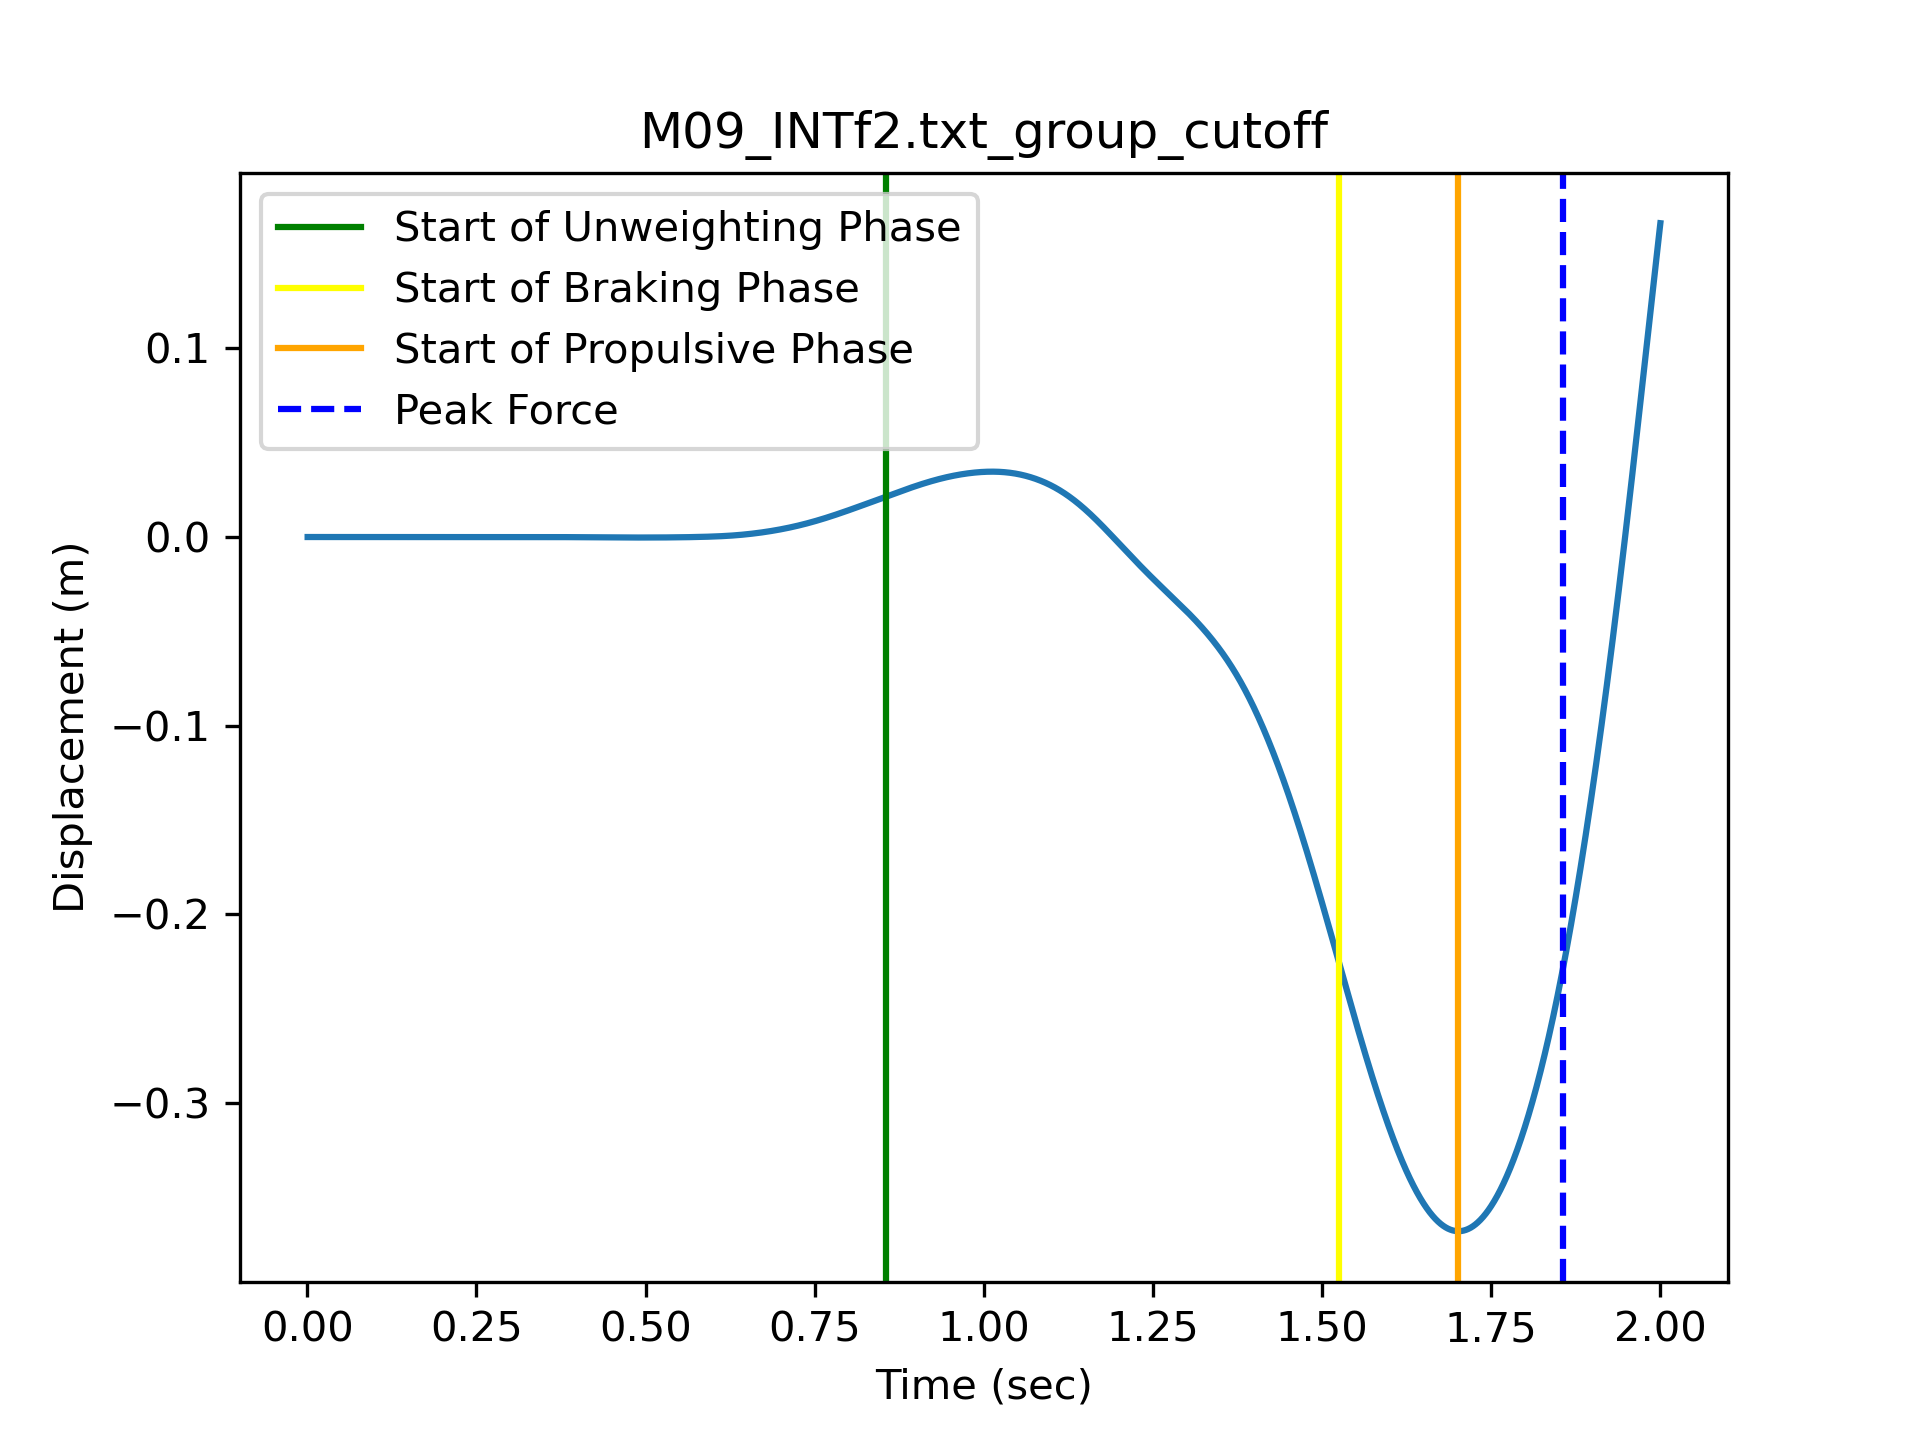 M09_INTf2.txt_group_cutoff
Start of Unweighting Phase
Start of Braking Phase
Start of Propulsive Phase
Peak Force
Displacement (m)
0.1
0.0
−0.1
−0.2
−0.3
0.00 0.25 0.50 0.75 1.00 1.25 1.50 1.75 2.00
Time (sec)